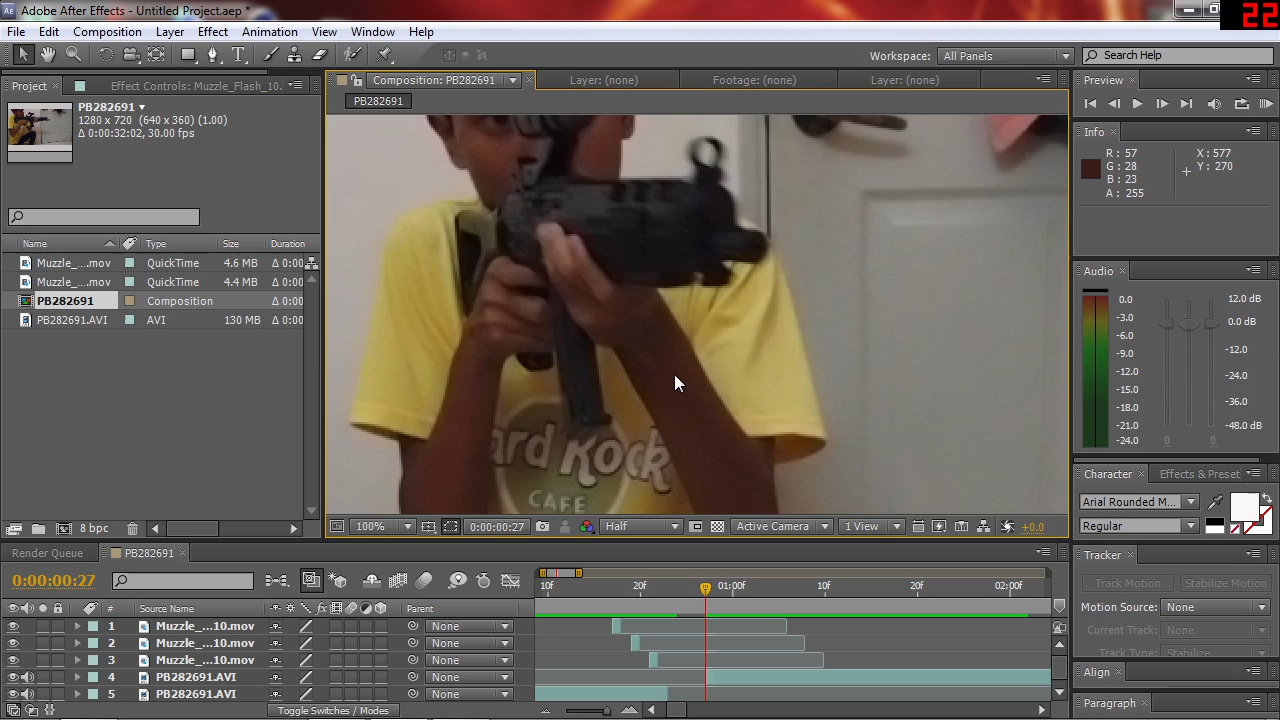 Adobe After Effects - Untitled Project.aep *
22
File Edit Composition Layer Effect Animation View Window Help
Workspace: All Panels Search Help
Project Effect Controls: Muzzle_Flash_10. Composition: PB282691 Layer: (none) Footage: (none) Layer: (none) Preview
PB282691
1280 x 720 (640 x 360) (1.00)
Δ 0:00:32:02, 30.00 fps
PB282691
Info
R: 57
G: 28
B: 23
A: 255
X: 577
Y: 270
Name Type Size Duration
Muzzle_....mov QuickTime 4.6 MB Δ 0:00
Muzzle_....mov QuickTime 4.4 MB Δ 0:00
PB282691 Composition Δ 0:00
PB282691.AVI AVI 130 MB Δ 0:00
Audio
0.0
-3.0
-6.0
-9.0
-12.0
-15.0
-18.0
-21.0
-24.0
0 0
12.0 dB
0.0 dB
-12.0
-24.0
-36.0
-48.0 dB
ard Rock
CAFE
Character Effects & Preset
Arial Rounded M...
Regular
8 bpc
100% 0:00:00:27 Half Active Camera 1 View +0.0
Render Queue PB282691
0:00:00:27
10f 20f 01:00f 10f 20f 02:00f
# Source Name Parent
1 Muzzle_...10.mov None
2 Muzzle_...10.mov None
3 Muzzle_...10.mov None
4 PB282691.AVI None
5 PB282691.AVI None
Toggle Switches / Modes
Tracker
Track Motion Stabilize Motion
Motion Source: None
Current Track: None
Track Type: Stabilize
Align
Paragraph